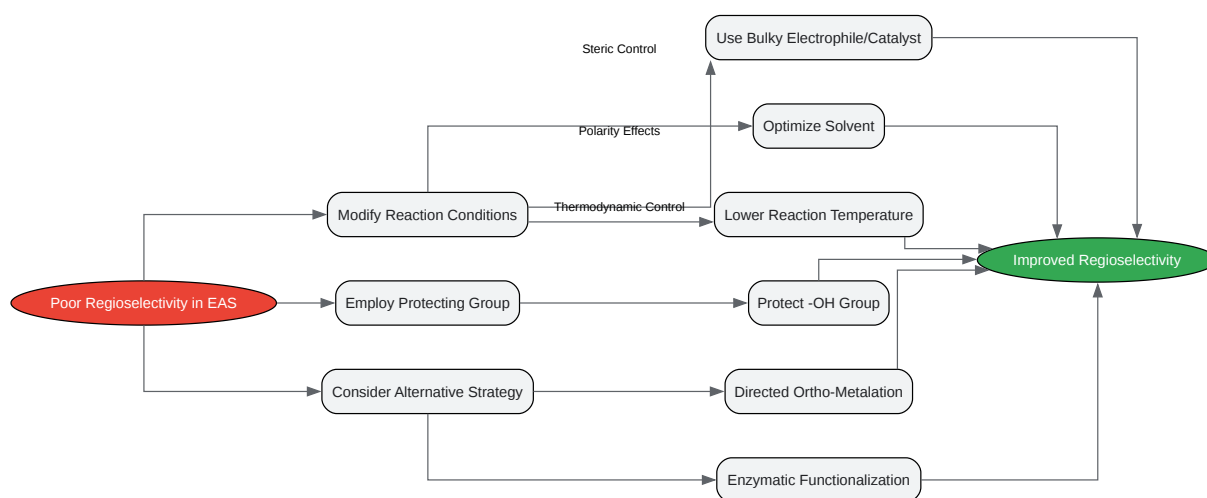 Use Bulky Electrophile/Catalyst
Steric Control
Optimize Solvent
Polarity Effects
Modify Reaction Conditions
Thermodynamic Control
Lower Reaction Temperature
Improved Regioselectivity
Poor Regioselectivity in EAS
Employ Protecting Group
Protect -OH Group
Consider Alternative Strategy
Directed Ortho-Metalation
Enzymatic Functionalization